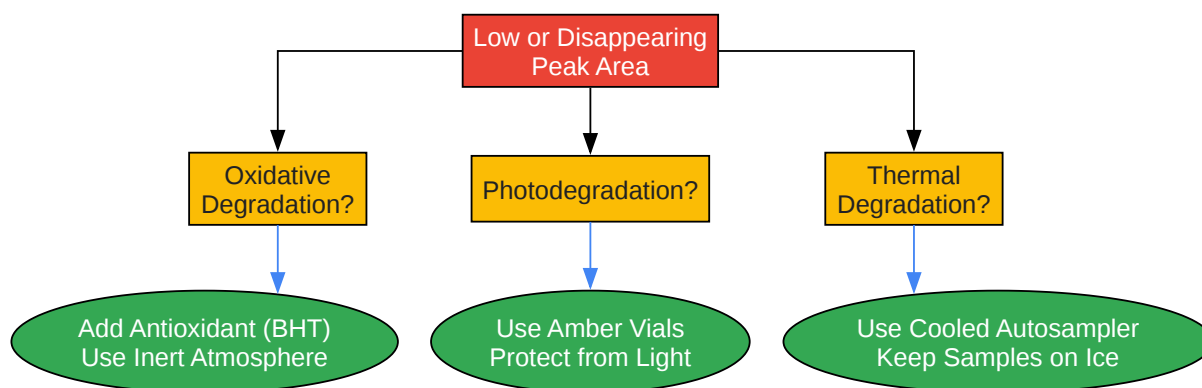 Low or Disappearing
Peak Area
Oxidative
Degradation?
Photodegradation?
Thermal
Degradation?
Add Antioxidant (BHT)
Use Inert Atmosphere
Use Amber Vials
Protect from Light
Use Cooled Autosampler
Keep Samples on Ice